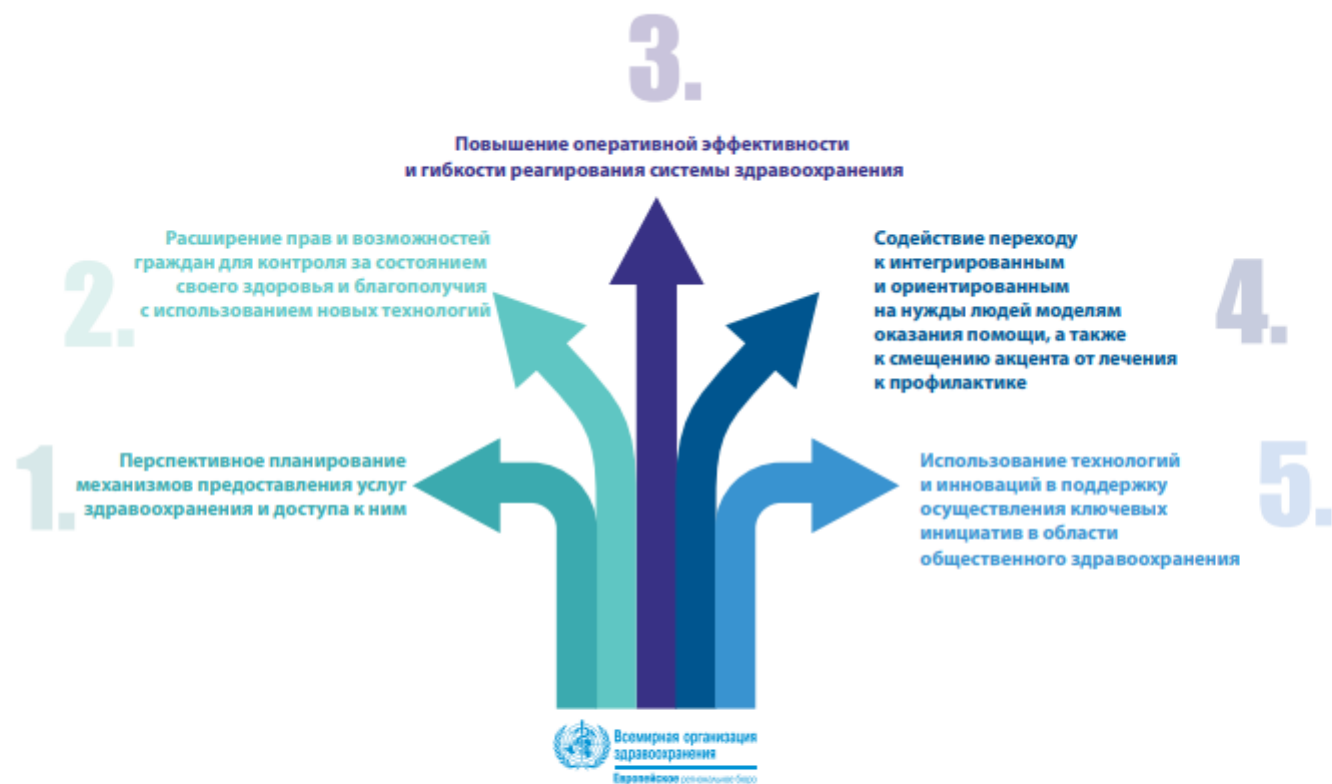 3.
Повышение оперативной эффективности
и гибкости реагирования системы здравоохранения
2.
Расширение прав и возможностей
граждан для контроля за состоянием
своего здоровья и благополучия
с использованием новых технологий
4.
Содействие переходу
к интегрированным
и ориентированным
на нужды людей моделям
оказания помощи, а также
к смещению акцента от лечения
к профилактике
1.
Перспективное планирование
механизмов предоставления услуг
здравоохранения и доступа к ним
5.
Использование технологий
и инноваций в поддержку
осуществления ключевых
инициатив в области
общественного здравоохранения
Всемирная организация
здравоохранения
Европейское региональное бюро